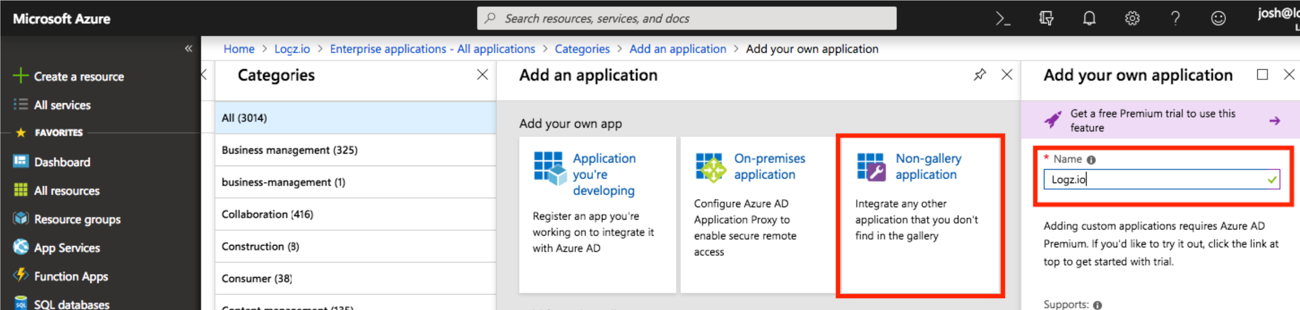 Microsoft Azure
Search resources, services, and docs
josh@lo
L
Home > Logz.io > Enterprise applications - All applications > Categories > Add an application > Add your own application
Create a resource
All services
FAVORITES
Dashboard
All resources
Resource groups
App Services
Function Apps
SQL databases
Categories
All (3014)
Business management (325)
business-management (1)
Collaboration (416)
Construction (3)
Consumer (38)
Add an application
Add your own app
Application
you're
developing
Register an app you're
working on to integrate it
with Azure AD
On-premises
application
Configure Azure AD
Application Proxy to
enable secure remote
access
Non-gallery
application
Integrate any other
application that you don't
find in the gallery
Add your own application
Get a free Premium trial to use this
feature
* Name
Logz.io
Adding custom applications requires Azure AD
Premium. If you'd like to try it out, click the link at
top to get started with trial.
Supports: